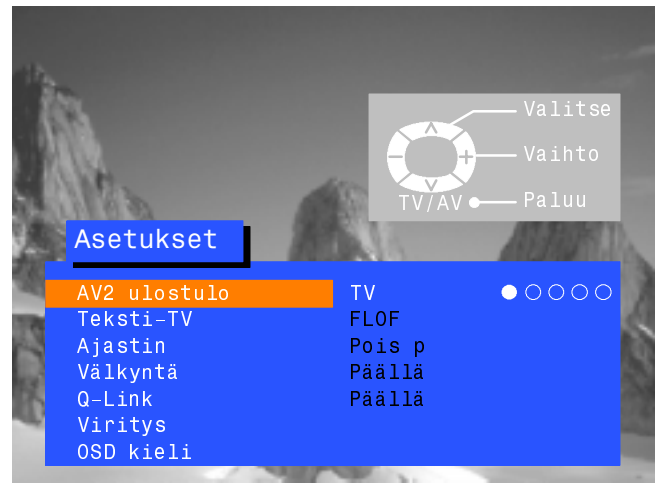 Valitse
Vaihto
TV/AV Paluu
Asetukset
AV2 ulostulo TV
Teksti-TV FLOF
Ajastin Pois p
Välkyntä Päällä
Q-Link Päällä
Viritys
OSD kieli